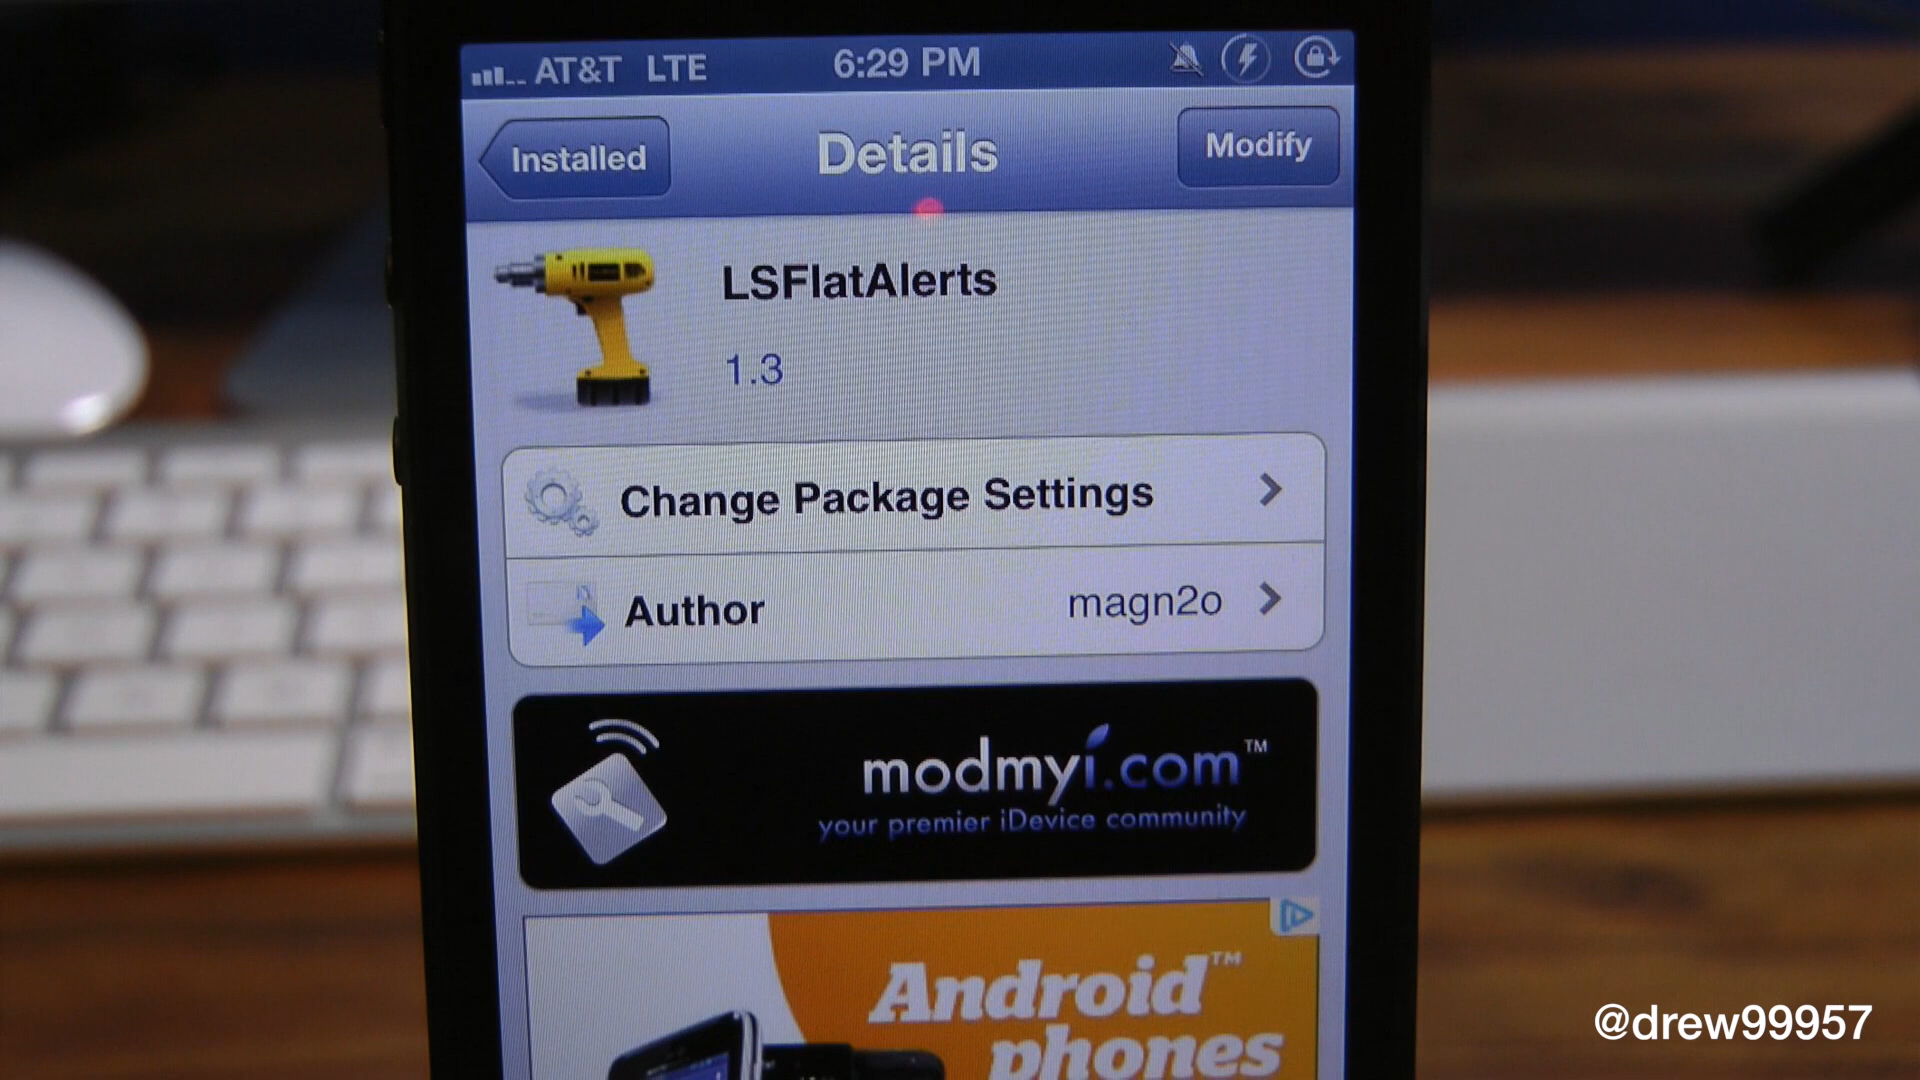 AT&T LTE 6:29 PM
Installed Details Modify
LSFlatAlerts
1.3
Change Package Settings
Author magn2o
modmyi.com™
your premier iDevice community
Android™
phones
@drew99957